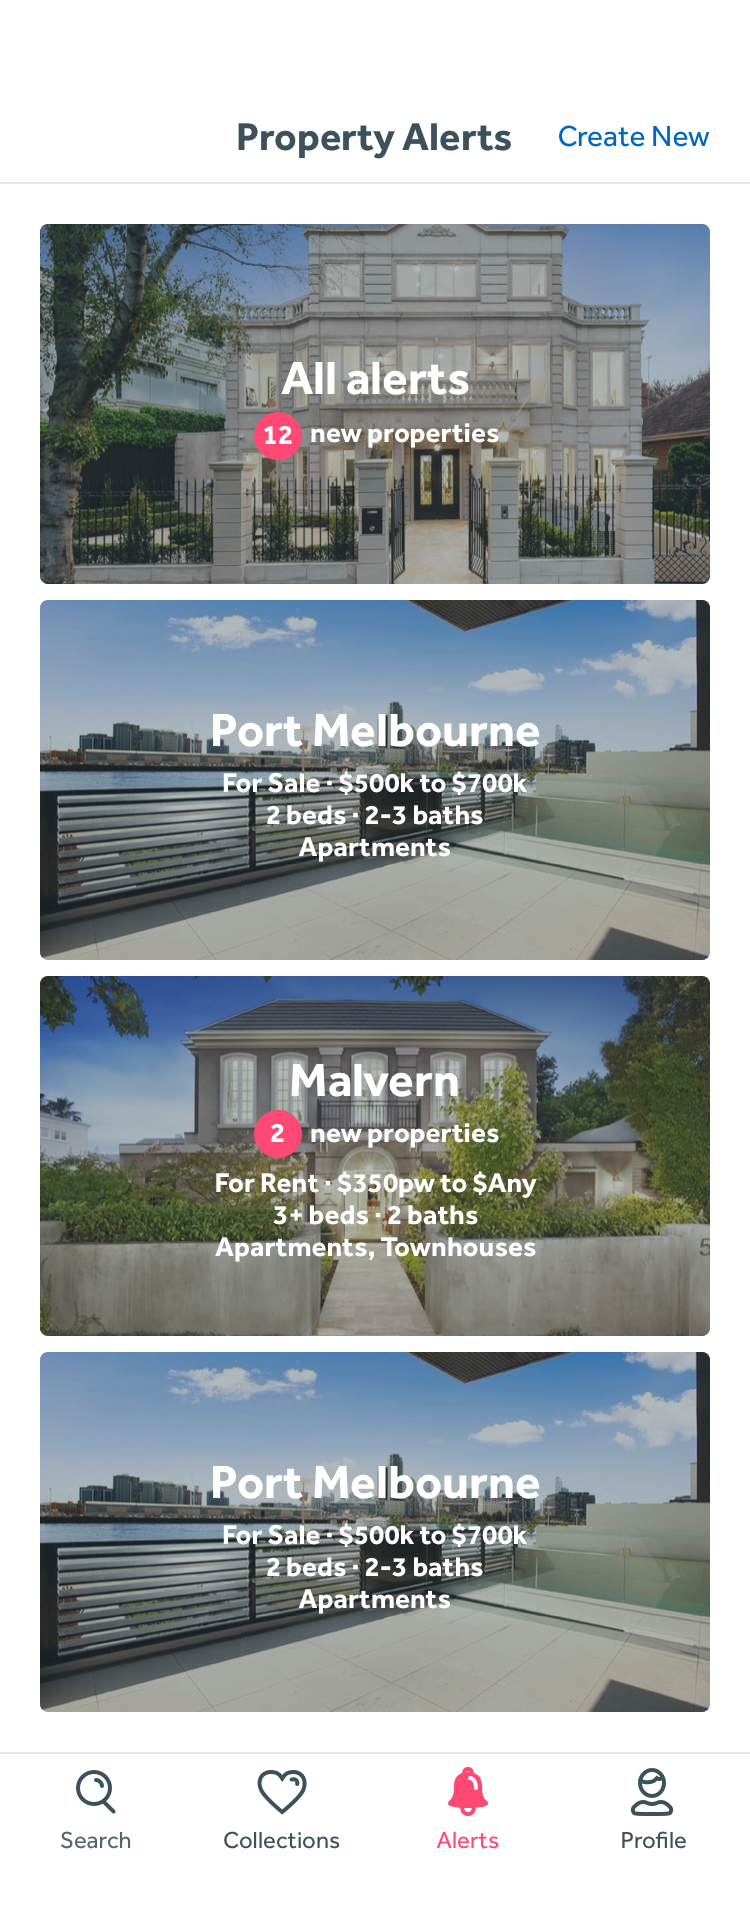 Property Alerts
Create New
All alerts
12 new properties
Port Melbourne
For Sale · $500k to $700k
2 beds · 2-3 baths
Apartments
Malvern
2 new properties
For Rent · $350pw to $Any
3+ beds · 2 baths
Apartments, Townhouses
5
Port Melbourne
For Sale · $500k to $700k
2 beds · 2-3 baths
Apartments
Search
Collections
Alerts
Profile